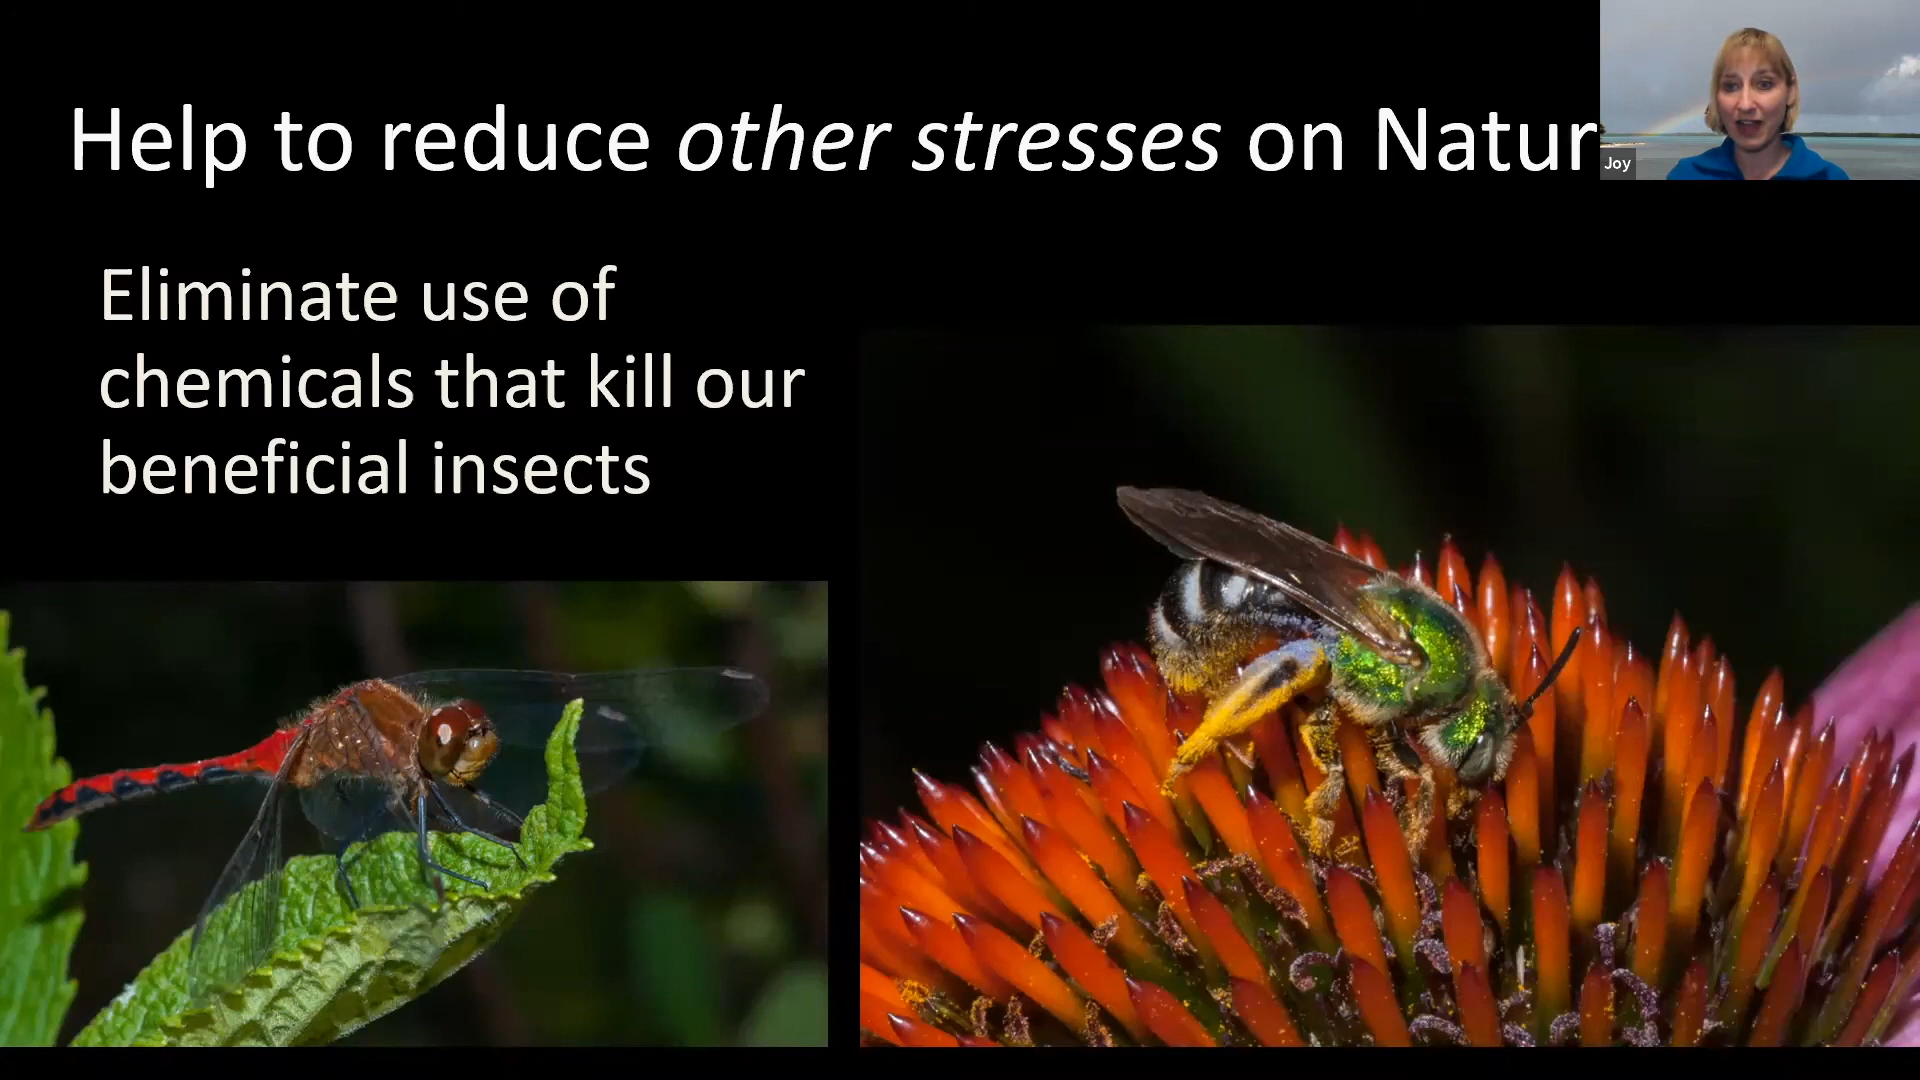 Help to reduce other stresses on Natur
Joy
Eliminate use of
chemicals that kill our
beneficial insects